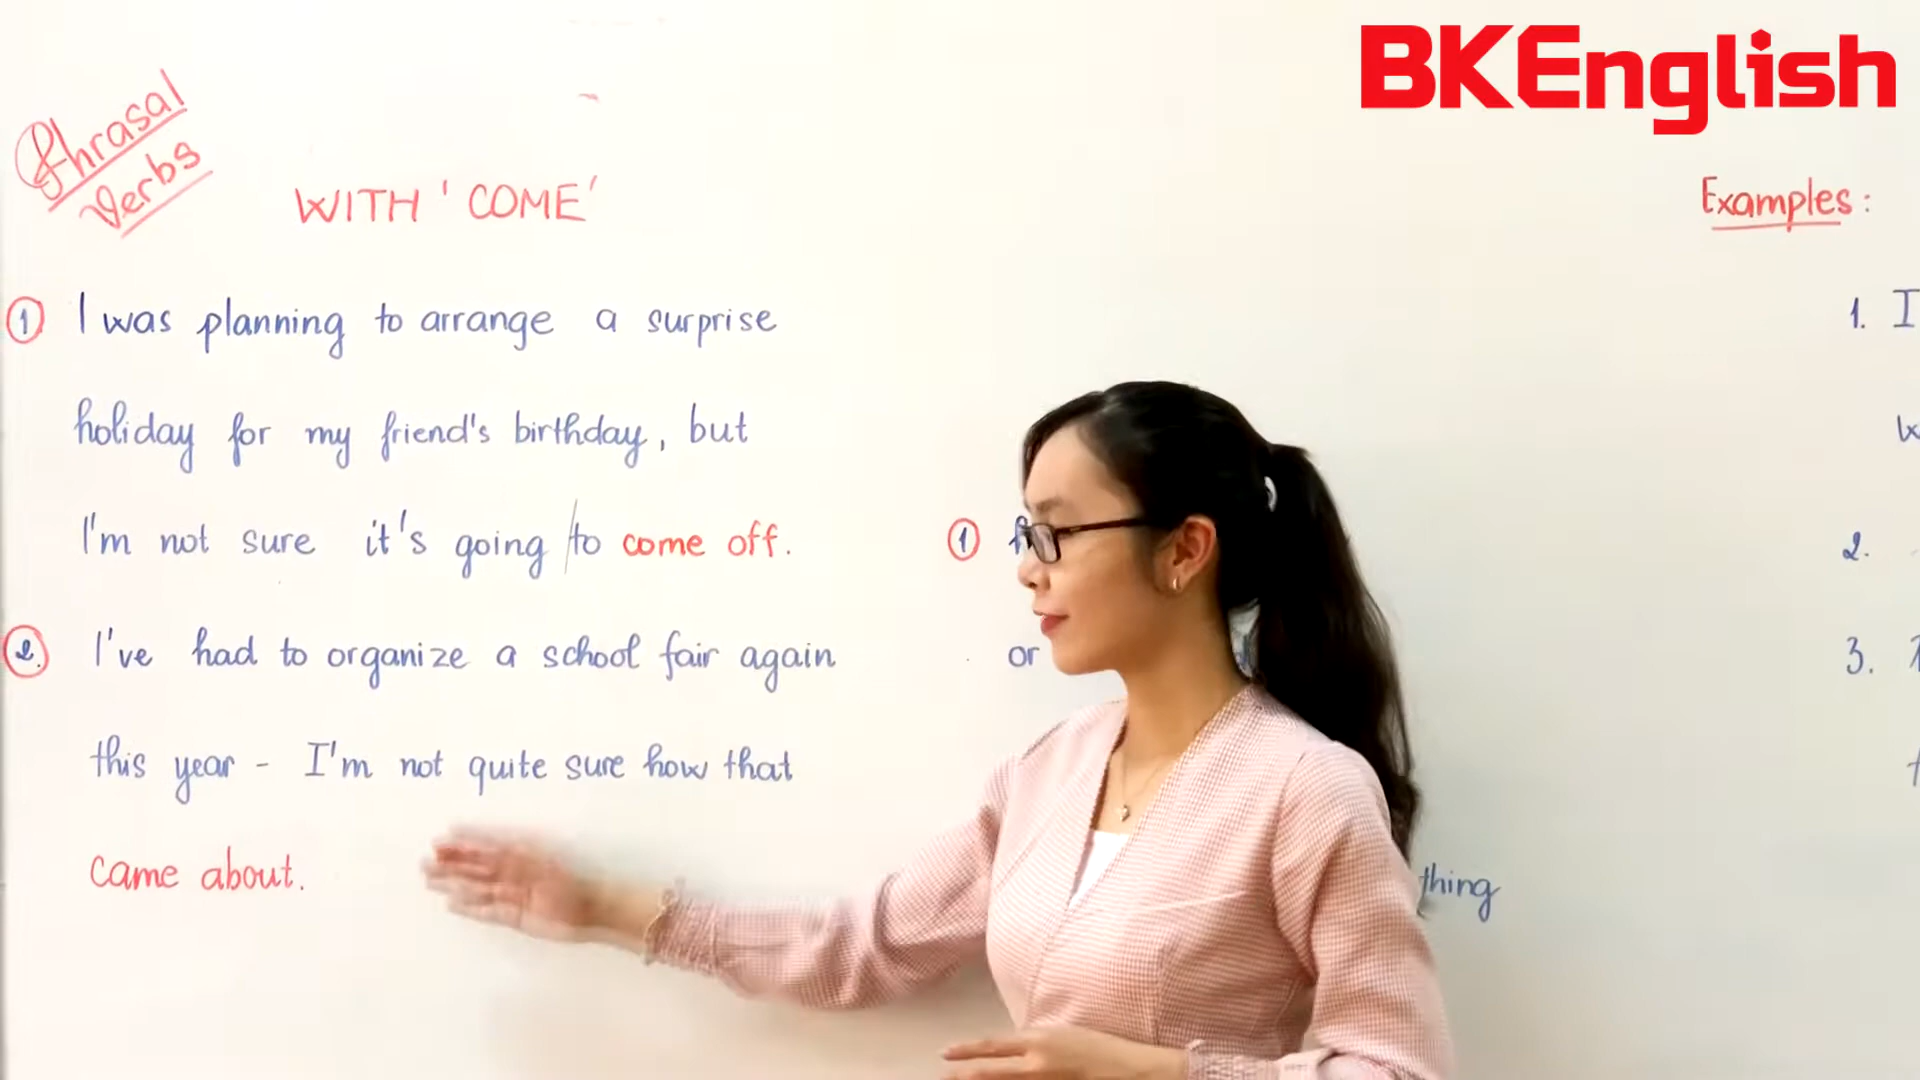 BKEnglish
Phrasal
Verbs
WITH 'COME'
① I was planning to arrange a surprise
holiday for my friend's birthday, but
I'm not sure it's going to come off.
②. I've had to organize a school fair again
this year - I'm not quite sure how that
came about.
①
or
thing
Examples:
1. I
2.
3.